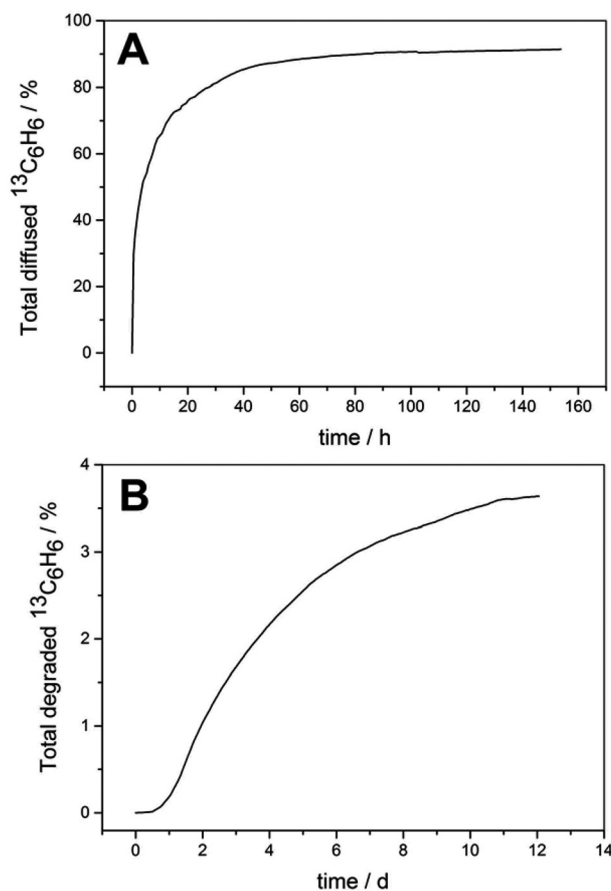 A
Total diffused ¹³C₆H₆ / %
100
80
60
40
20
0
0 20 40 60 80 100 120 140 160
time / h
B
Total degraded ¹³C₆H₆ / %
4
3
2
1
0
0 2 4 6 8 10 12 14
time / d